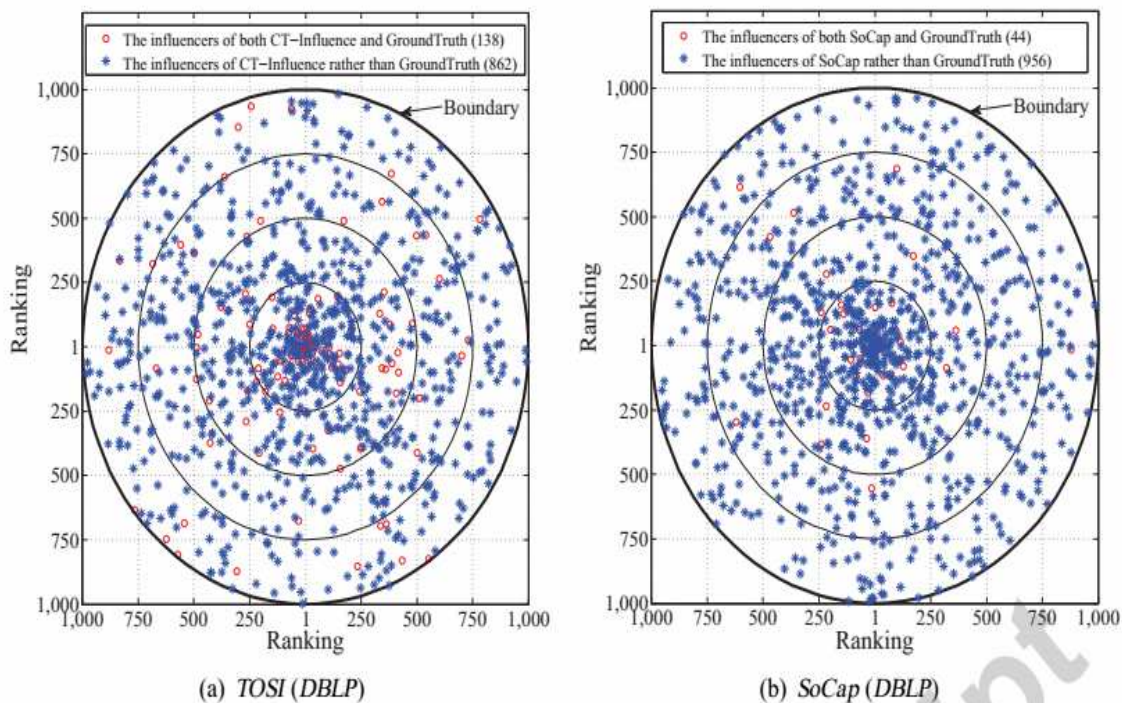 The influencers of both CT-Influence and GroundTruth (138)
The influencers of CT-Influence rather than GroundTruth (862)
1,000
Boundary
750
500
250
1
250
500
750
1,000
Ranking
1,000 750 500 250 1 250 500 750 1,000
Ranking
(a) TOSI (DBLP)
The influencers of both SoCap and GroundTruth (44)
The influencers of SoCap rather than GroundTruth (956)
1,000
Boundary
750
500
250
1
250
500
750
1,000
Ranking
1,000 750 500 250 1 250 500 750 1,000
Ranking
(b) SoCap (DBLP)